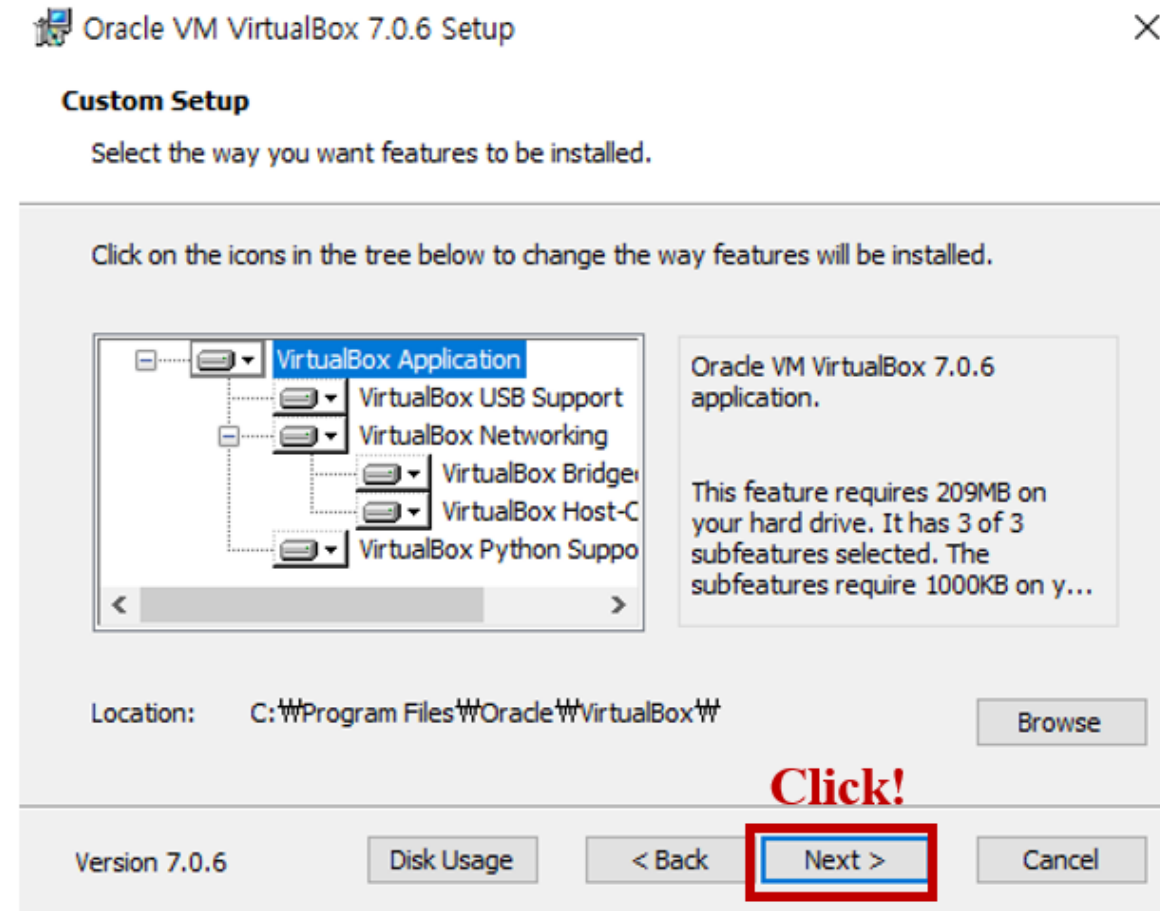 Oracle VM VirtualBox 7.0.6 Setup
Custom Setup
Select the way you want features to be installed.
Click on the icons in the tree below to change the way features will be installed.
VirtualBox Application
VirtualBox USB Support
VirtualBox Networking
VirtualBox Bridge
VirtualBox Host-C
VirtualBox Python Suppo
Oracle VM VirtualBox 7.0.6
application.
This feature requires 209MB on
your hard drive. It has 3 of 3
subfeatures selected. The
subfeatures require 1000KB on y...
Location: C:₩Program Files₩Oracle₩VirtualBox₩
Browse
Click!
Version 7.0.6
Disk Usage
< Back
Next >
Cancel